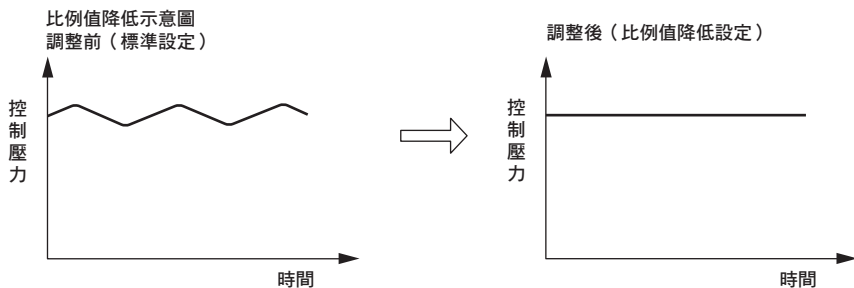 比例值降低示意圖
調整前（標準設定）
控制壓力
時間
調整後（比例值降低設定）
控制壓力
時間